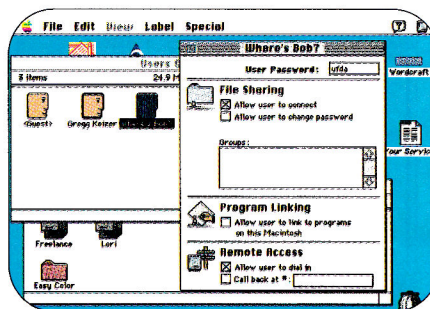 File Edit View Label Special
Users
8 items 24.9 M
<Guest> Gregg Keizer
Freelance Lori
Easy Color
Where's Bob?
User Password: ufda
File Sharing
Allow user to connect
Allow user to change password
Groups:
Program Linking
Allow user to link to programs
on this Macintosh
Remote Access
Allow user to dial in
Call back at #:
Wordcraft
Your Service